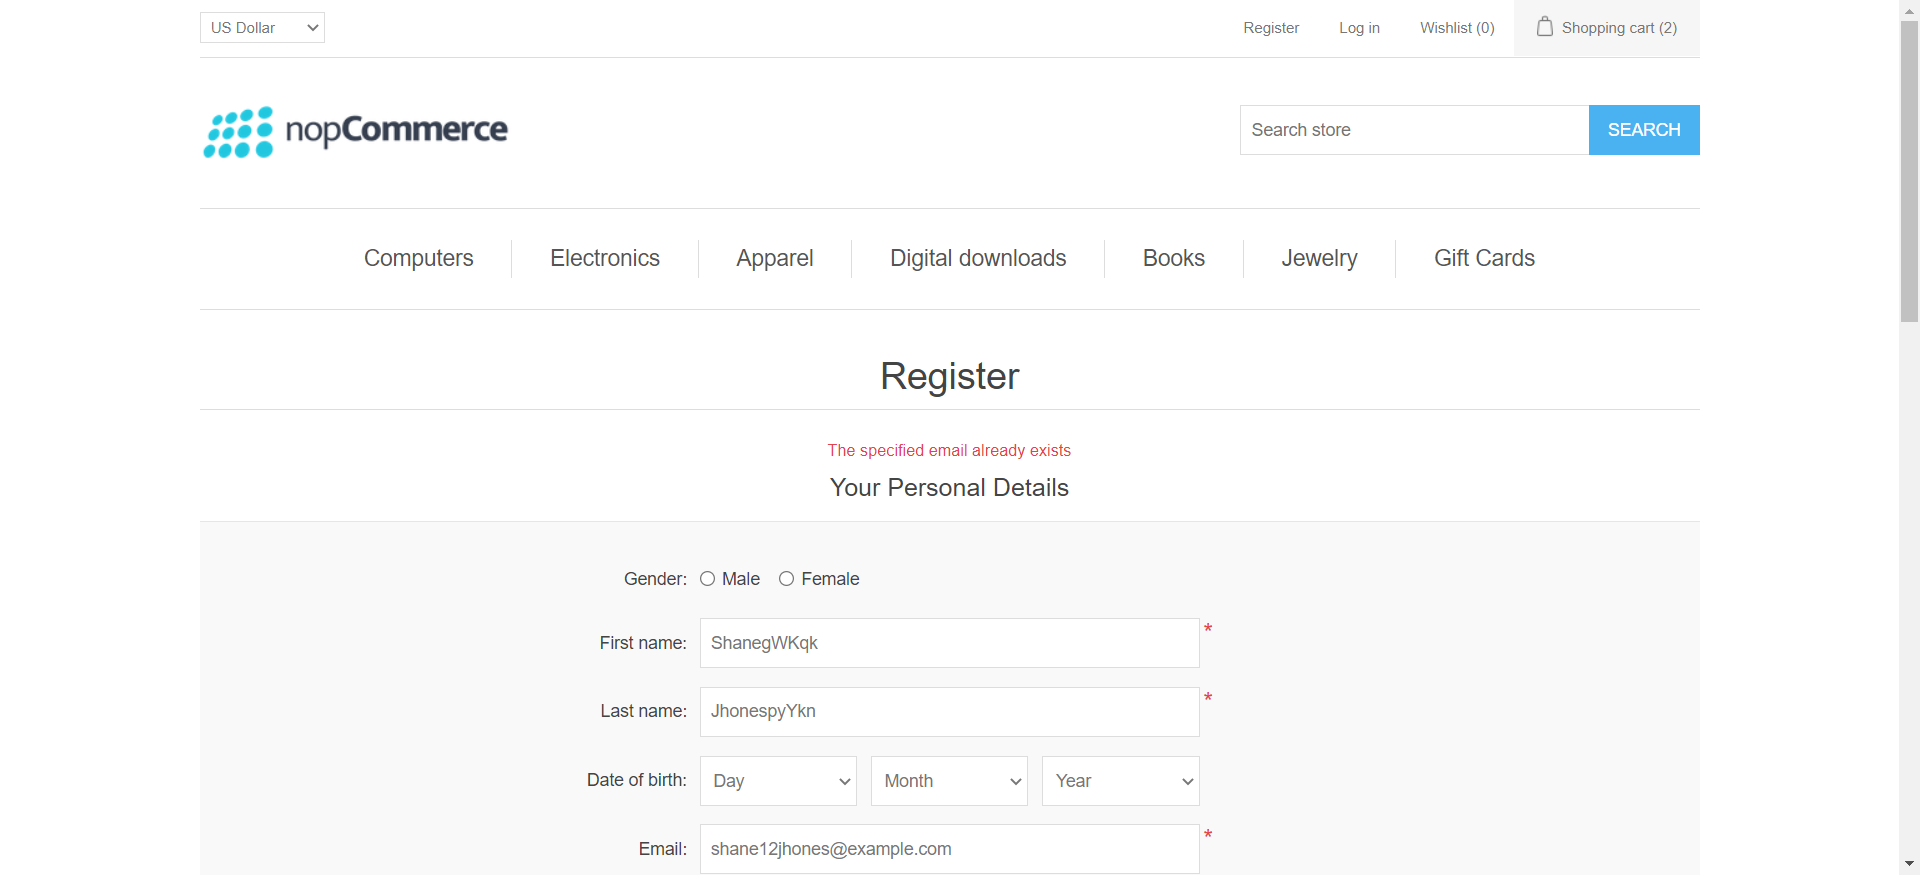 US Dollar
Register
Log in
Wishlist (0)
Shopping cart (2)
nopCommerce
Search store
SEARCH
Computers
Electronics
Apparel
Digital downloads
Books
Jewelry
Gift Cards
Register
The specified email already exists
Your Personal Details
Gender: Male Female
First name: ShanegWKqk *
Last name: JhonespyYkn *
Date of birth: Day Month Year
Email: shane12jhones@example.com *